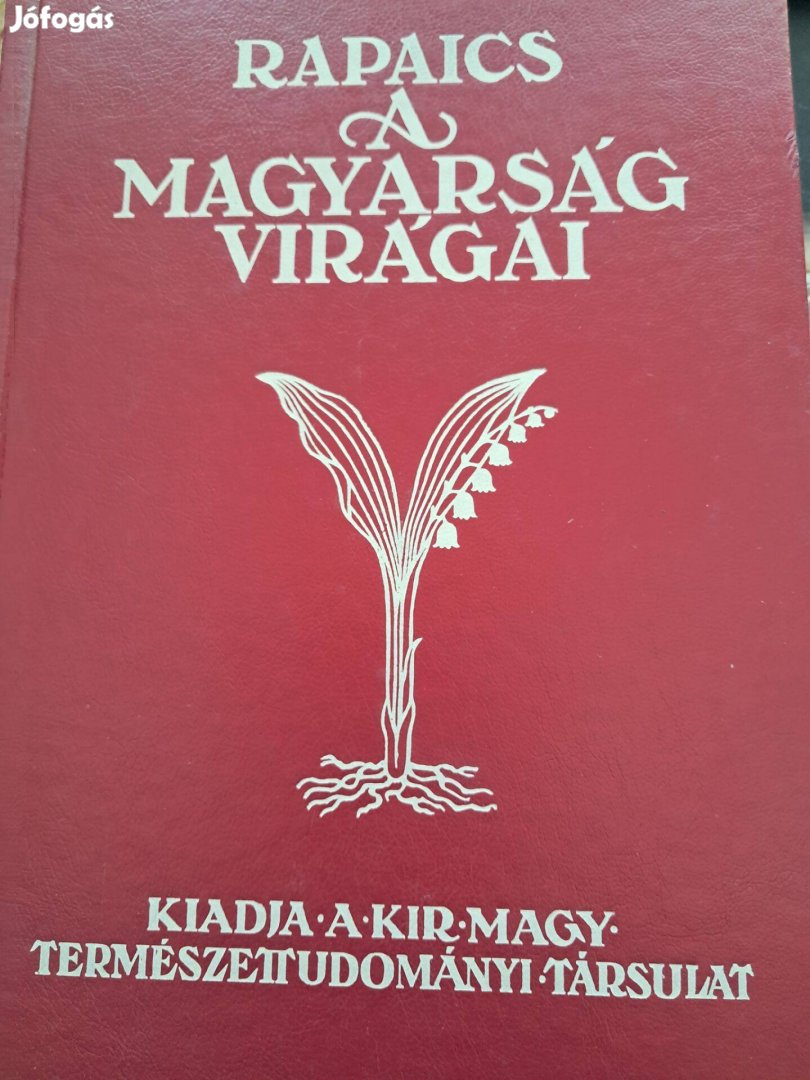 Jófogás
RAPAICS
A
MAGYARSÁG
VIRÁGAI
KIADJA·A·KIR·MAGY·
TERMÉSZETTUDOMÁNYI·TÁRSULAT